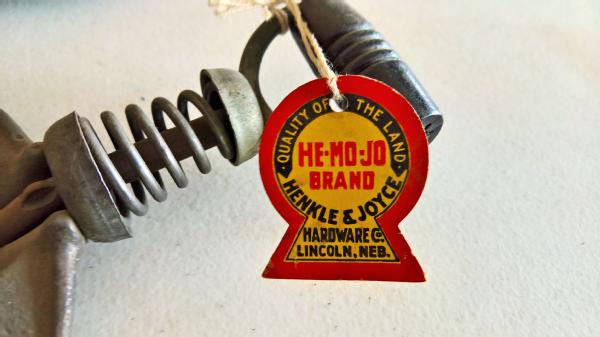 QUALITY OF THE LAND
HE-MO-JO
BRAND
HENKLE & JOYCE
HARDWARE CO.
LINCOLN, NEB.